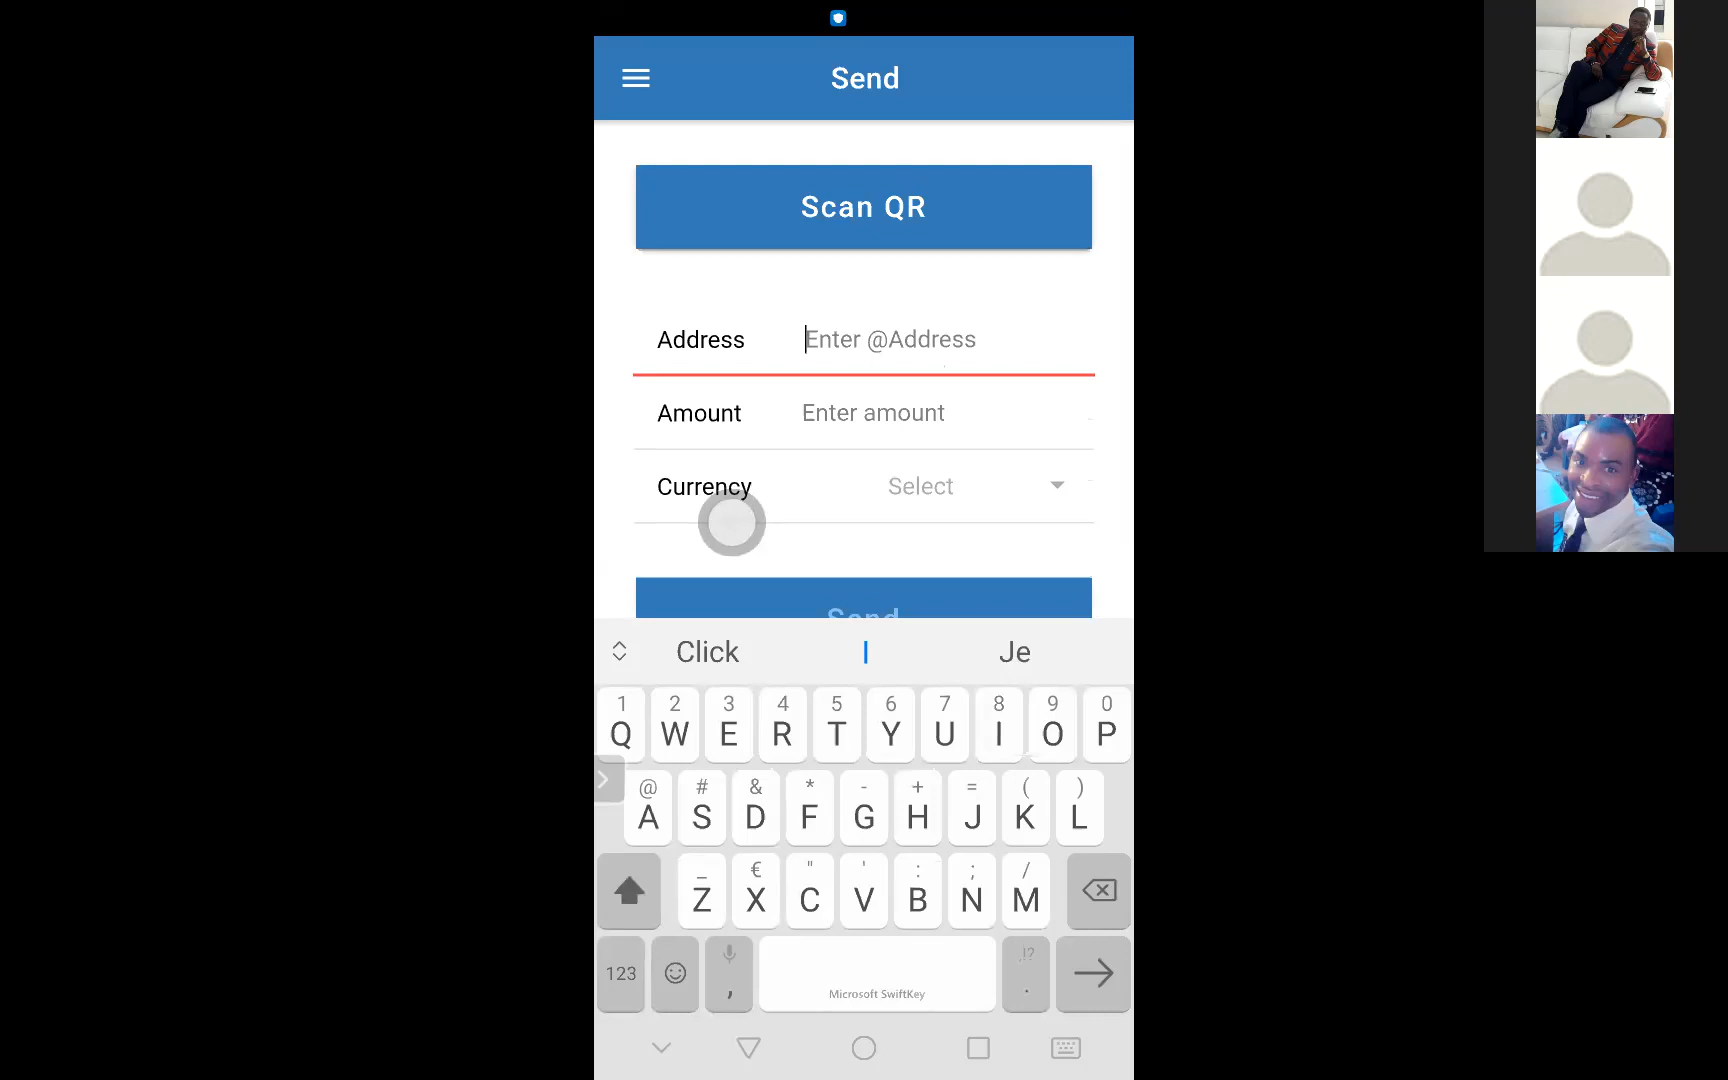 Send
Scan QR
Address Enter @Address
Amount Enter amount
Currency Select
Send
Click I Je
1 2 3 4 5 6 7 8 9 0
Q W E R T Y U I O P
@ # & * - + = ( )
A S D F G H J K L
_ € " ' : ; /
Z X C V B N M
,!?
123 , Microsoft SwiftKey .